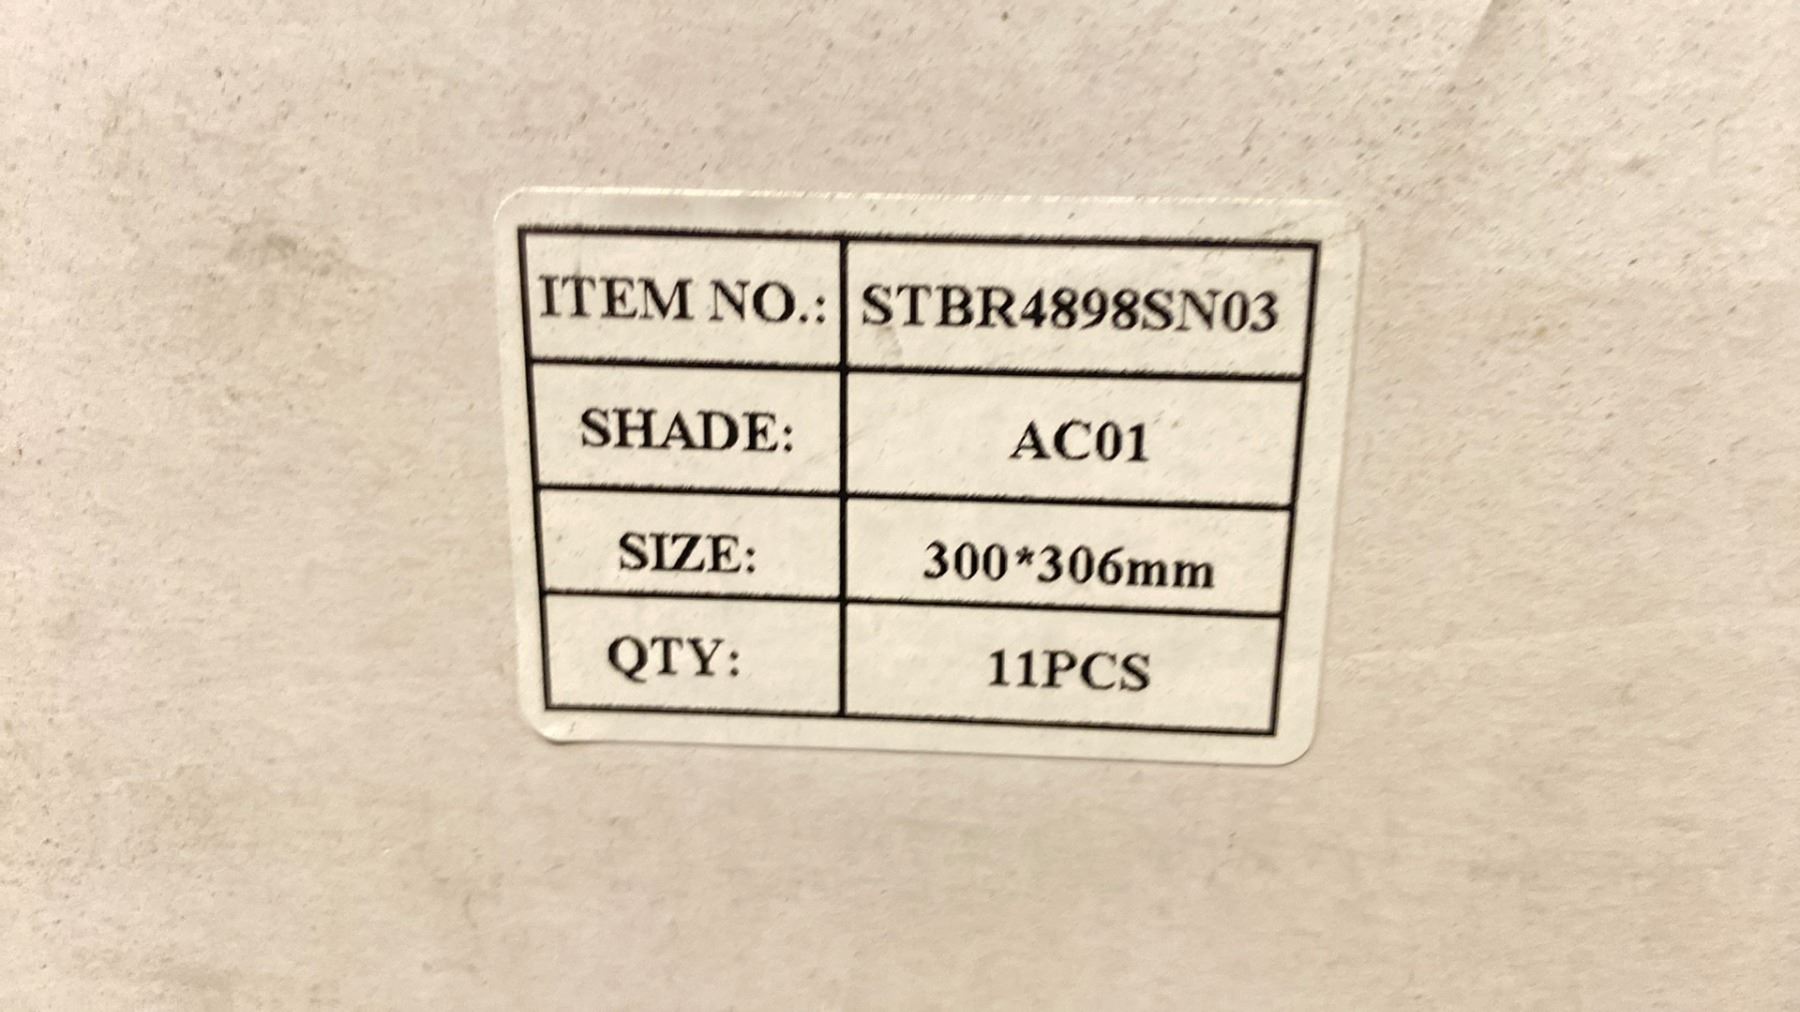 ITEM NO.: STBR4898SN03
SHADE: AC01
SIZE: 300*306mm
QTY: 11PCS